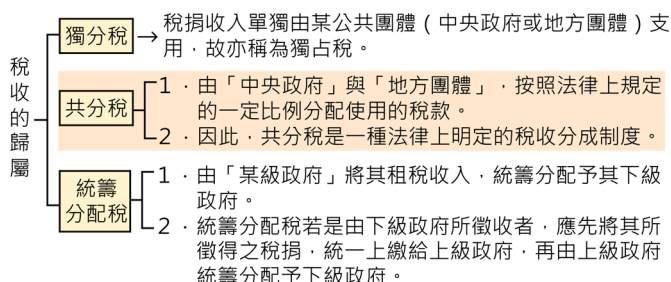 稅收的歸屬
獨分稅
稅捐收入單獨由某公共團體（中央政府或地方團體）支
用，故亦稱為獨占稅。
共分稅
1．由「中央政府」與「地方團體」，按照法律上規定
的一定比例分配使用的稅款。
2．因此，共分稅是一種法律上明定的稅收分成制度。
統籌
分配稅
1．由「某級政府」將其租稅收入，統籌分配予其下級
政府。
2．統籌分配稅若是由下級政府所徵收者，應先將其所
徵得之稅捐，統一上繳給上級政府，再由上級政府
統籌分配予下級政府。